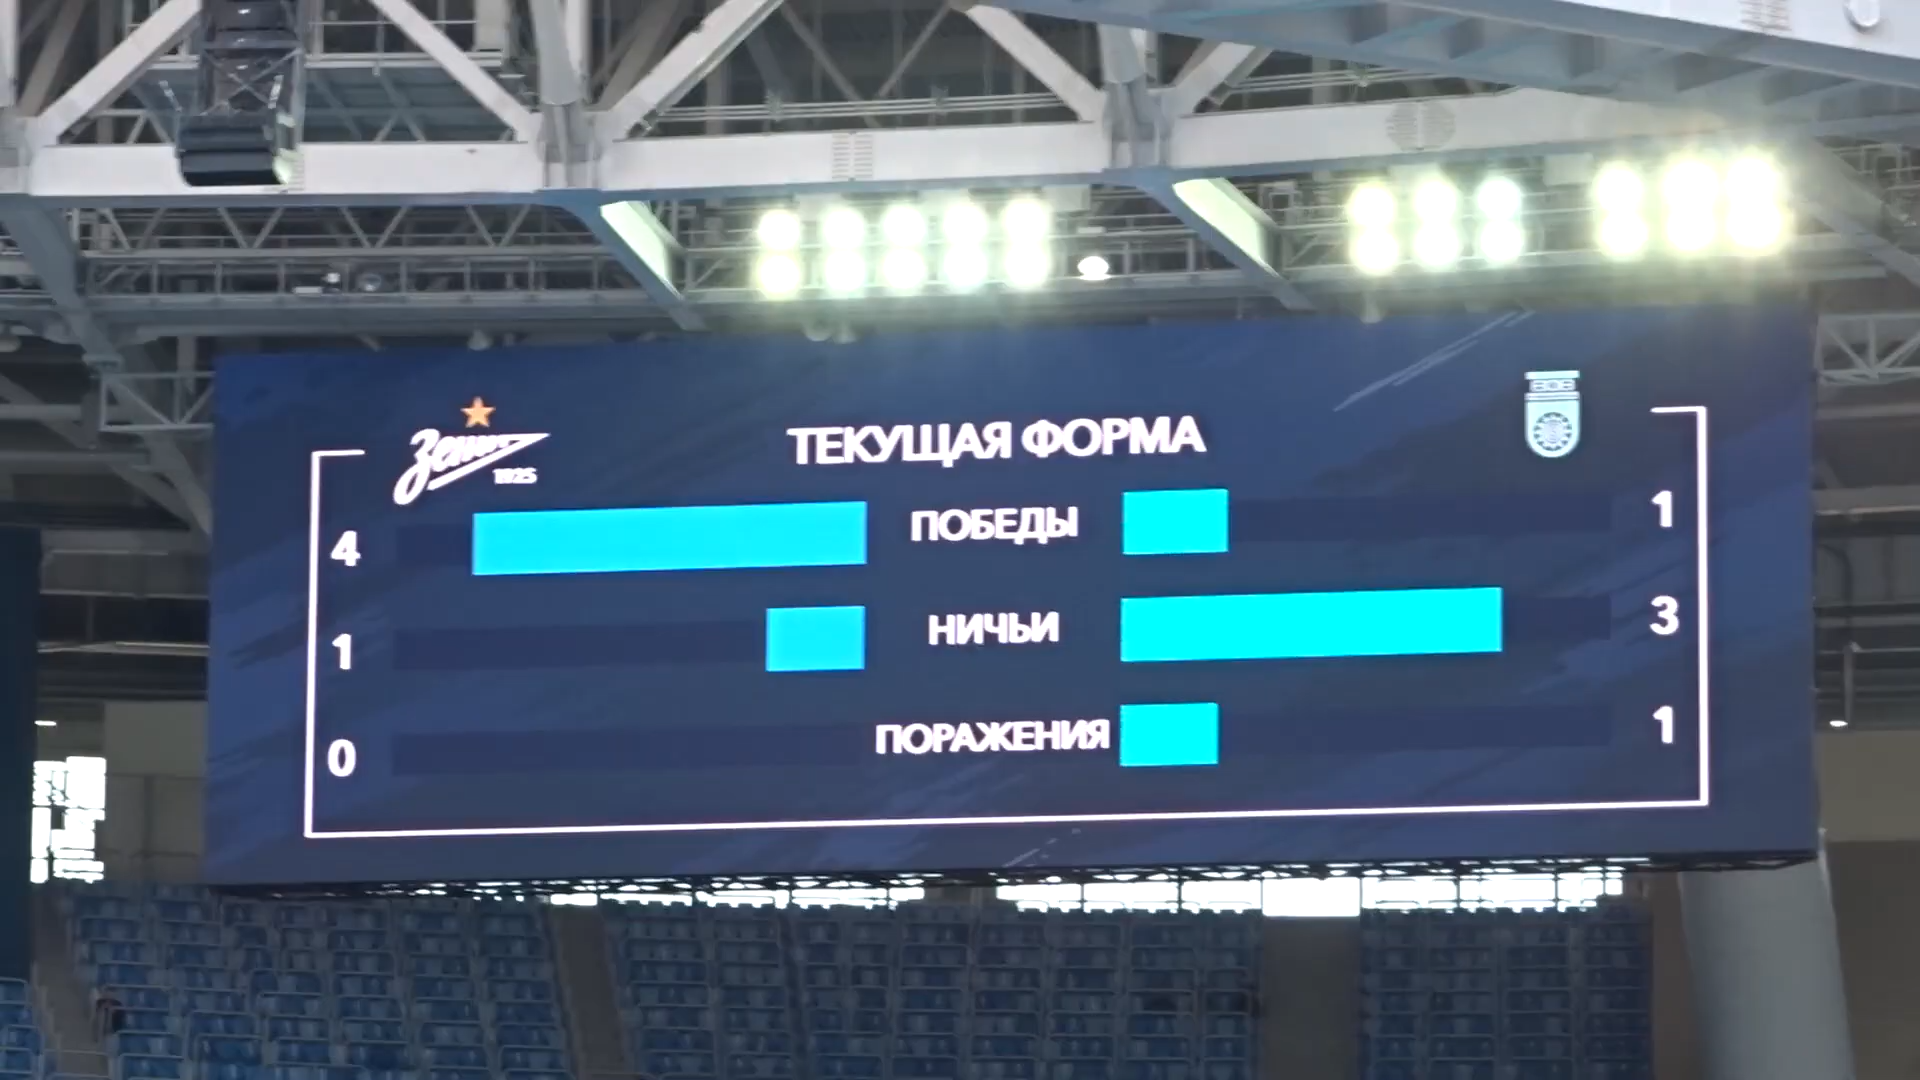 Зенит
1925
ТЕКУЩАЯ ФОРМА
4 ПОБЕДЫ 1
1 НИЧЬИ 3
0 ПОРАЖЕНИЯ 1